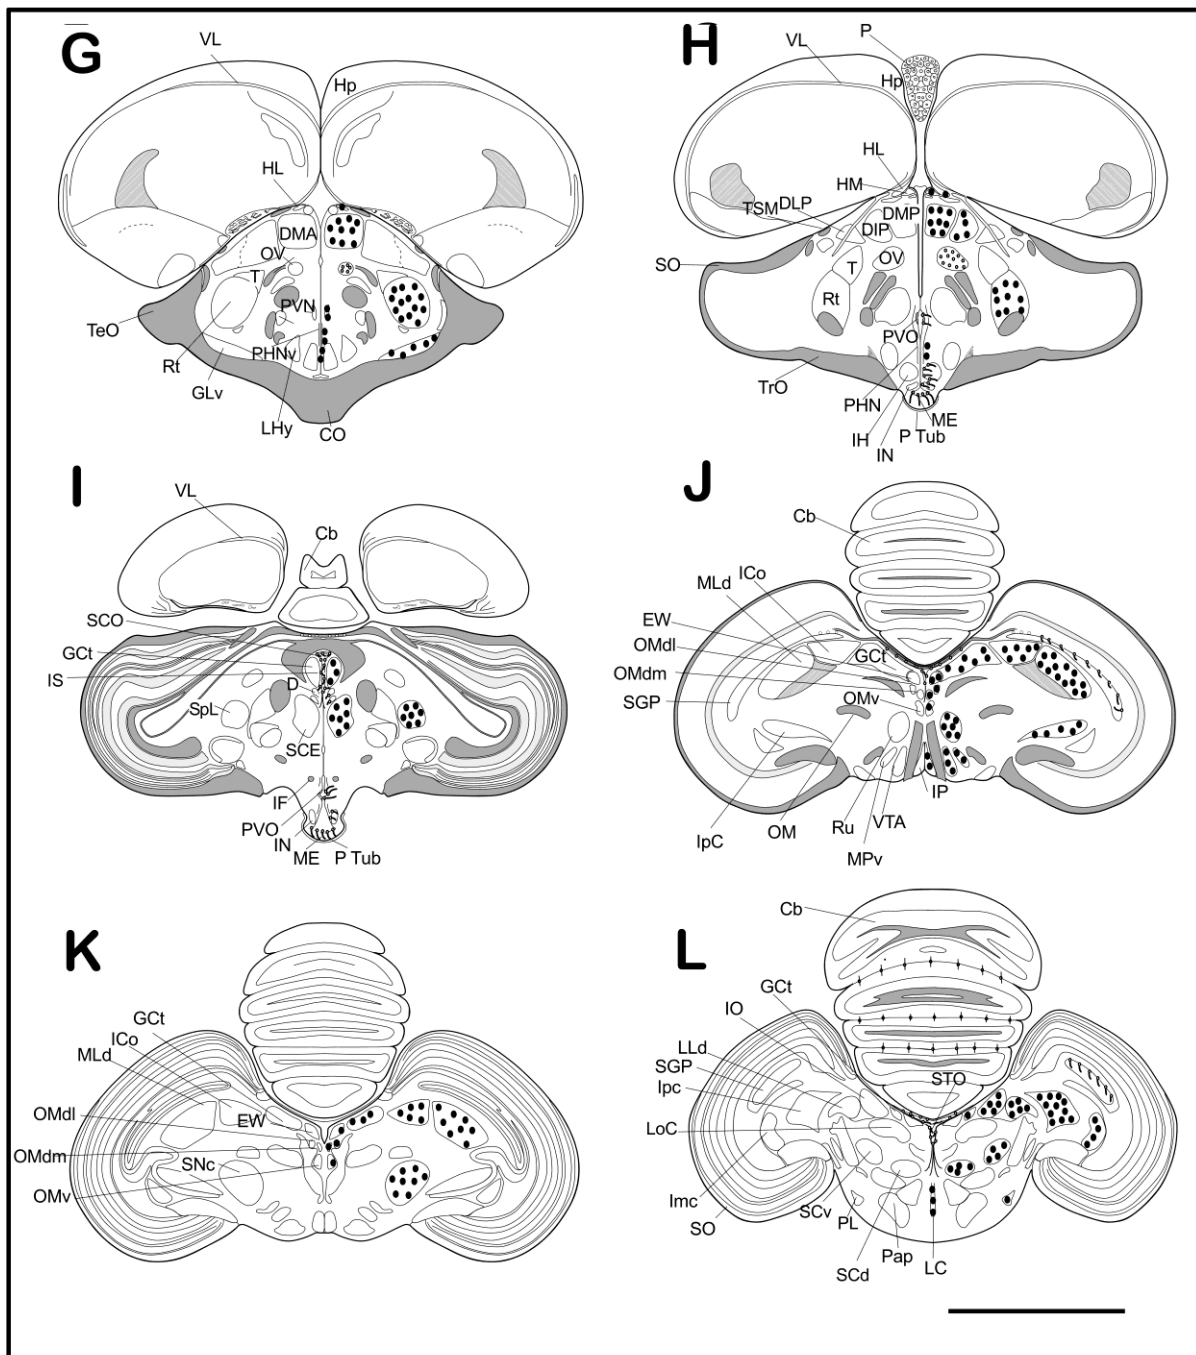 G
VL
Hp
HL
DMA
OV
T
PVN
TeO
PHNv
Rt
GLv
LHy
CO
H
P
VL
Hp
HL
HM
TSM
DLP
DMP
DIP
SO
OV
T
Rt
PVO
TrO
PHN
ME
IH
P Tub
IN
I
VL
Cb
SCO
GCt
IS
D
SpL
SCE
IF
PVO
IN
ME
P Tub
J
Cb
ICo
MLd
EW
OMdl
GCt
OMdm
OMv
SGP
IP
OM
Ru
VTA
IpC
MPv
K
GCt
ICo
MLd
OMdl
EW
OMdm
SNc
OMv
L
Cb
GCt
IO
LLd
SGP
STO
Ipc
LoC
Imc
SCv
SO
PL
Pap
LC
SCd